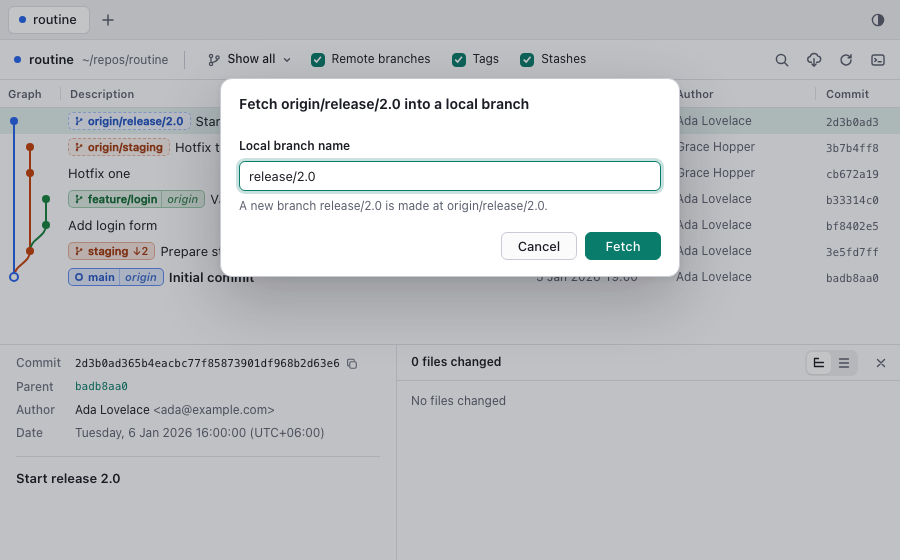 routine
routine ~/repos/routine Show all Remote branches Tags Stashes
Graph Description Author Commit
origin/release/2.0 Ada Lovelace 2d3b0ad3
origin/staging Hotfix Grace Hopper 3b7b4ff8
Hotfix one Grace Hopper cb672a19
feature/login origin Ada Lovelace b33314c0
Add login form Ada Lovelace bf8402e5
staging ↓2 Prepare Ada Lovelace 3e5fd7ff
main origin Initial commit 5 Jan 2026 19:00 Ada Lovelace badb8aa0
Fetch origin/release/2.0 into a local branch
Local branch name
release/2.0
A new branch release/2.0 is made at origin/release/2.0.
Cancel Fetch
Commit 2d3b0ad365b4eacbc77f85873901df968b2d63e6
Parent badb8aa0
Author Ada Lovelace <ada@example.com>
Date Tuesday, 6 Jan 2026 16:00:00 (UTC+06:00)
Start release 2.0
0 files changed
No files changed